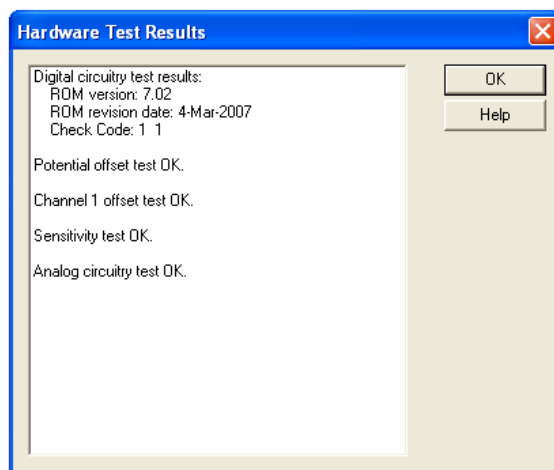 Hardware Test Results
Digital circuitry test results:
ROM version: 7.02
ROM revision date: 4-Mar-2007
Check Code: 1 1
Potential offset test OK.
Channel 1 offset test OK.
Sensitivity test OK.
Analog circuitry test OK.
OK
Help